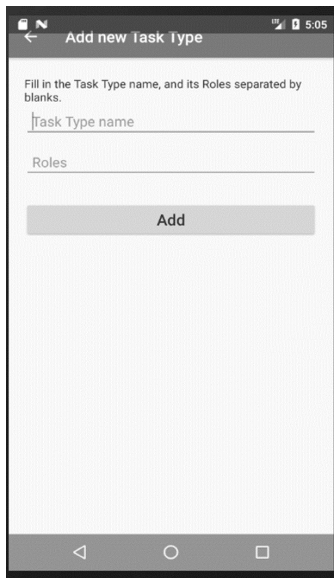 5:05
Add new Task Type
Fill in the Task Type name, and its Roles separated by
blanks.
Task Type name
Roles
Add